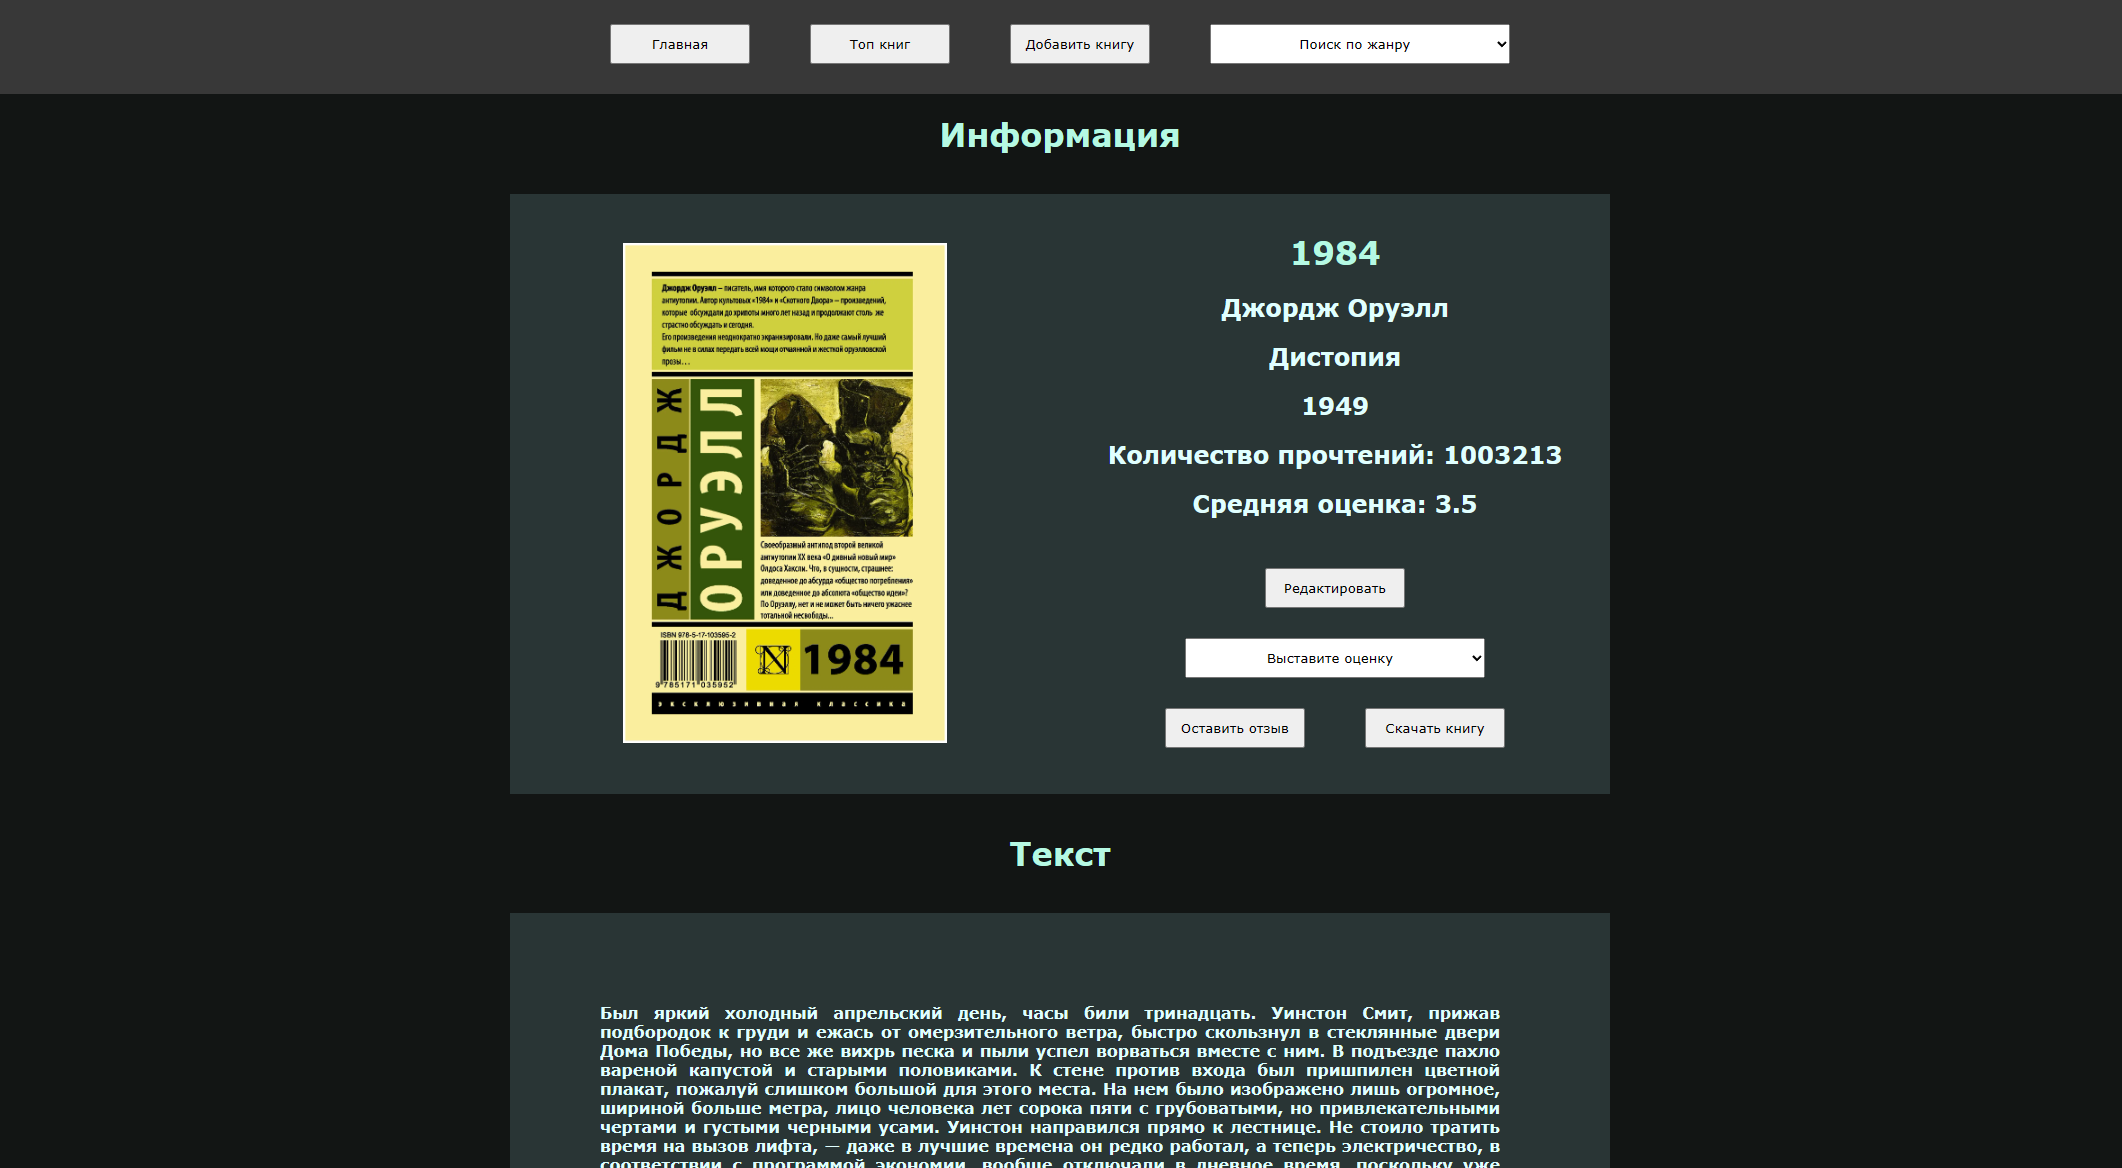 Главная
Топ книг
Добавить книгу
Поиск по жанру
Информация
Джордж Оруэлл – писатель, имя которого стало символом жанра
антиутопии. Автор культовых «1984» и «Скотного Двора» – произведений,
которые обсуждали до хрипоты много лет назад и продолжают столь же
страстно обсуждать и сегодня.
Его произведения неоднократно экранизировали. Но даже самый лучший
фильм не в силах передать всей мощи отчаянной и жесткой оруэлловской
прозы…
ДЖОРДЖ
ОРУЭЛЛ
Своеобразный антипод второй великой
антиутопии XX века «О дивный новый мир»
Олдоса Хаксли. Что, в сущности, страшнее:
доведенное до абсурда «общество потребления»
или доведенное до абсолюта «общество идеи»?
По Оруэллу, нет и не может быть ничего ужаснее
тотальной несвободы...
ISBN 978-5-17-103595-2
9 785171 035952
N
1984
эксклюзивная классика
1984
Джордж Оруэлл
Дистопия
1949
Количество прочтений: 1003213
Средняя оценка: 3.5
Редактировать
Выставите оценку
Оставить отзыв
Скачать книгу
Текст
Был яркий холодный апрельский день, часы били тринадцать. Уинстон Смит, прижав
подбородок к груди и ежась от омерзительного ветра, быстро скользнул в стеклянные двери
Дома Победы, но все же вихрь песка и пыли успел ворваться вместе с ним. В подъезде пахло
вареной капустой и старыми половиками. К стене против входа был пришпилен цветной
плакат, пожалуй слишком большой для этого места. На нем было изображено лишь огромное,
шириной больше метра, лицо человека лет сорока пяти с грубоватыми, но привлекательными
чертами и густыми черными усами. Уинстон направился прямо к лестнице. Не стоило тратить
время на вызов лифта, — даже в лучшие времена он редко работал, а теперь электричество, в
соответствии с программой экономии, вообще отключали в дневное время, поскольку уже